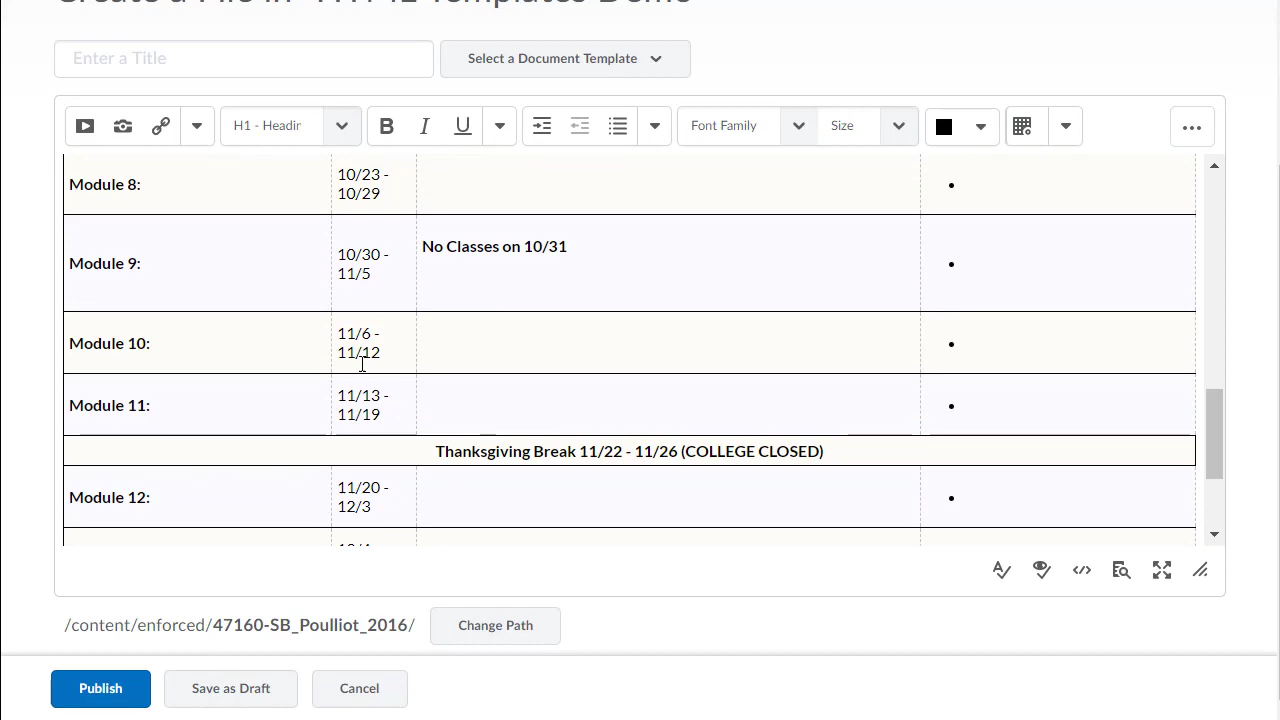 Enter a Title
Select a Document Template
H1 - Headir
B I U
Font Family
Size
Module 8:
10/23 -
10/29
•
Module 9:
10/30 -
11/5
No Classes on 10/31
•
Module 10:
11/6 -
11/12
•
Module 11:
11/13 -
11/19
•
Thanksgiving Break 11/22 - 11/26 (COLLEGE CLOSED)
Module 12:
11/20 -
12/3
•
/content/enforced/47160-SB_Poulliot_2016/
Change Path
Publish
Save as Draft
Cancel